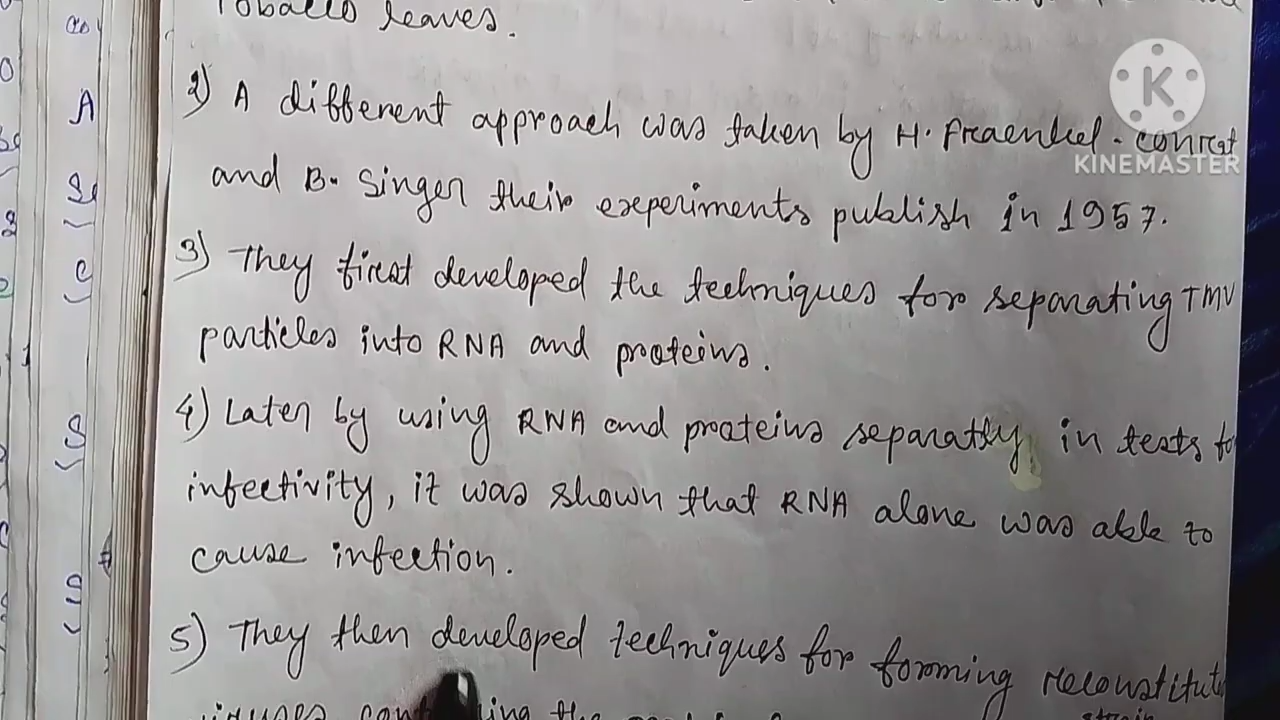 Tobacco leaves.
2) A different approach was taken by H. Fraenkel-conrat
and B. Singer their experiments publish in 1957.
3) They first developed the techniques for separating TMV
particles into RNA and proteins.
4) Later by using RNA and proteins separatly in tests for
infectivity, it was shown that RNA alone was able to
cause infection.
5) They then developed techniques for forming reconstitut
viruses the
strain
K
KINEMASTER